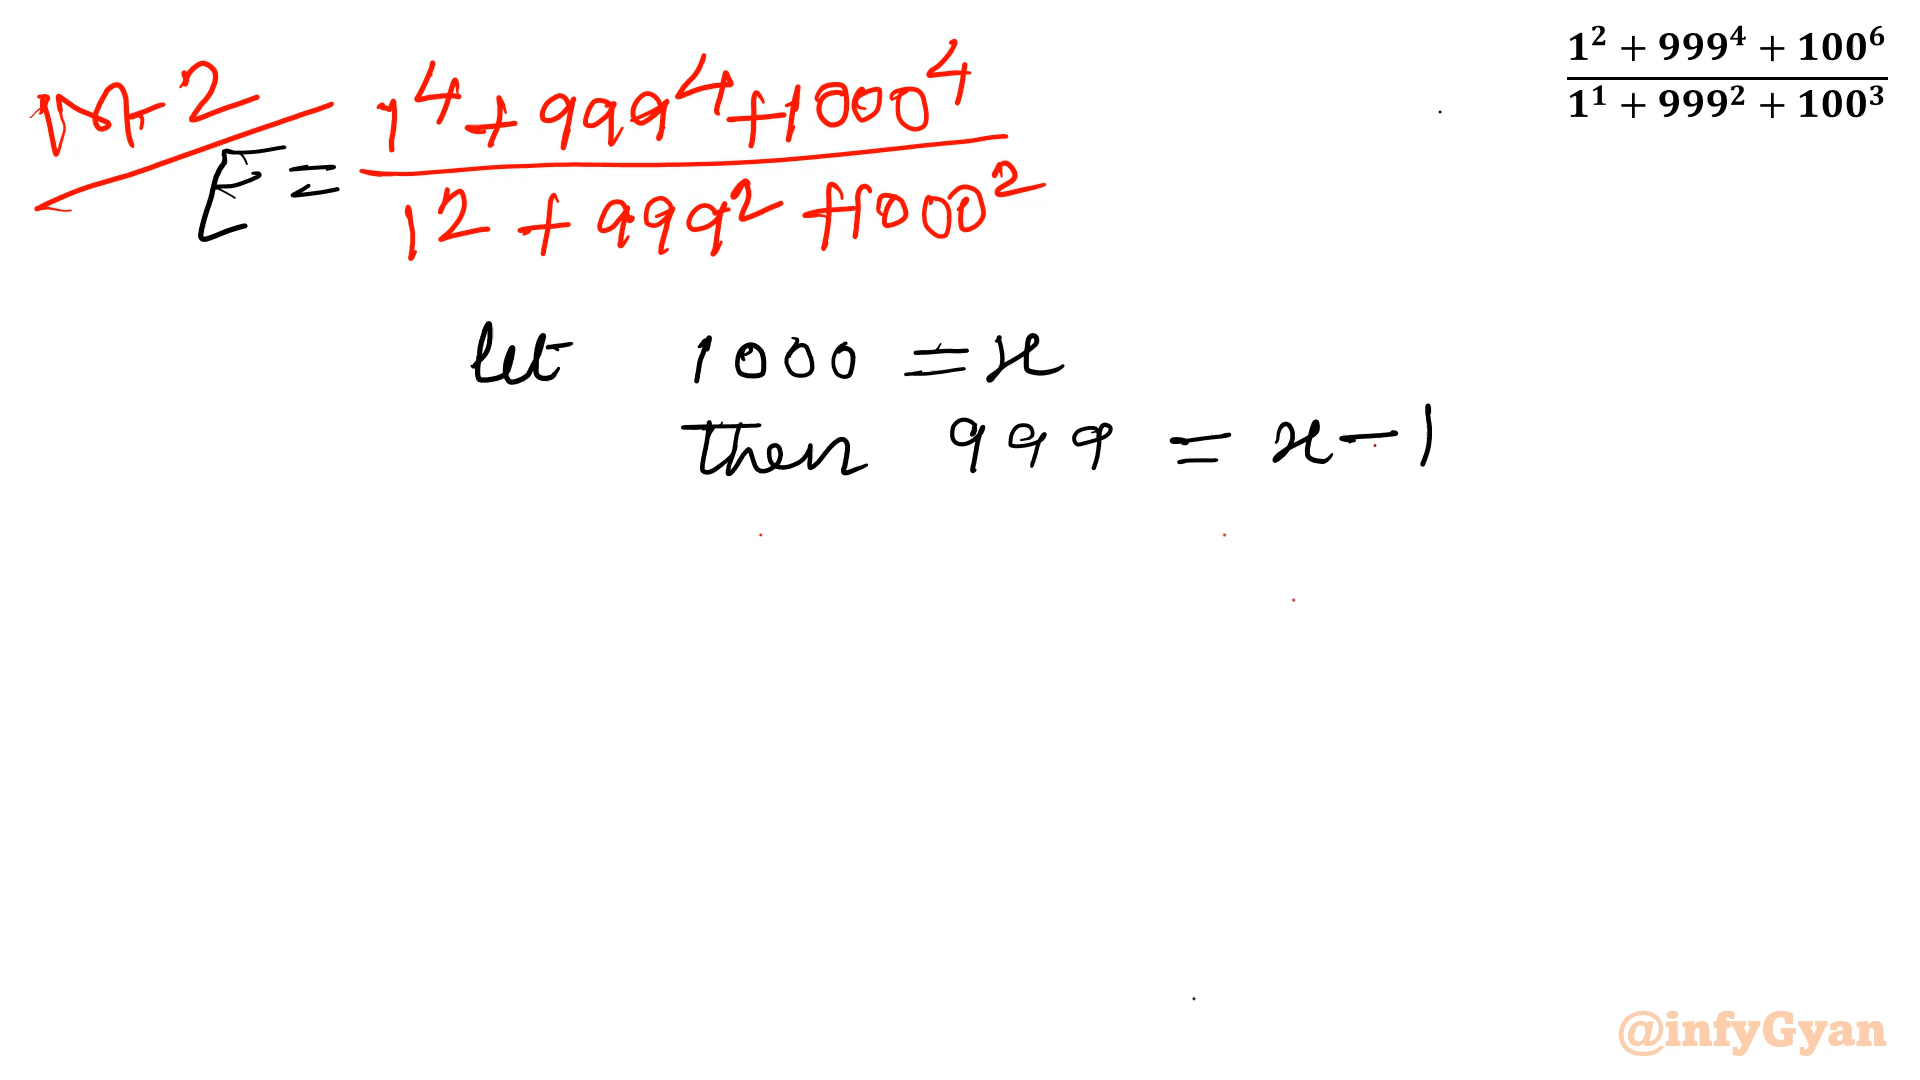 M-2
E = (1⁴ + 999⁴ + 1000⁴) / (1² + 999² + 1000²)
let 1000 = x
then 999 = x - 1
1² + 999⁴ + 100⁶
1¹ + 999² + 100³
@infyGyan